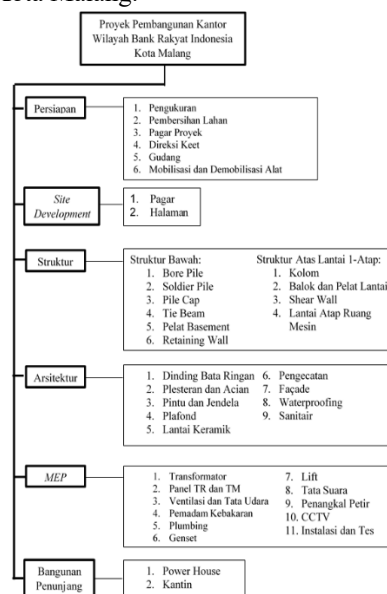 Kota Malang.
Proyek Pembangunan Kantor
Wilayah Bank Rakyat Indonesia
Kota Malang
Persiapan
1. Pengukuran
2. Pembersihan Lahan
3. Pagar Proyek
4. Direksi Keet
5. Gudang
6. Mobilisasi dan Demobilisasi Alat
Site
Development
1. Pagar
2. Halaman
Struktur
Struktur Bawah:
1. Bore Pile
2. Soldier Pile
3. Pile Cap
4. Tie Beam
5. Pelat Basement
6. Retaining Wall
Struktur Atas Lantai 1-Atap:
1. Kolom
2. Balok dan Pelat Lantai
3. Shear Wall
4. Lantai Atap Ruang
Mesin
Arsitektur
1. Dinding Bata Ringan
2. Plesteran dan Acian
3. Pintu dan Jendela
4. Plafond
5. Lantai Keramik
6. Pengecatan
7. Façade
8. Waterproofing
9. Sanitair
MEP
1. Transformator
2. Panel TR dan TM
3. Ventilasi dan Tata Udara
4. Pemadam Kebakaran
5. Plumbing
6. Genset
7. Lift
8. Tata Suara
9. Penangkal Petir
10. CCTV
11. Instalasi dan Tes
Bangunan
Penunjang
1. Power House
2. Kantin